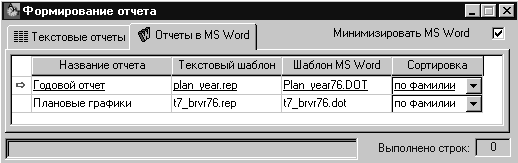 Формирование отчета
Текстовые отчеты
Отчеты в MS Word
Минимизировать MS Word
Название отчета Текстовый шаблон Шаблон MS Word Сортировка
Годовой отчет plan_year.rep Plan_year76.DOT по фамилии
Плановые графики t7_brvr76.rep t7_brvr76.dot по фамилии
Выполнено строк: 0